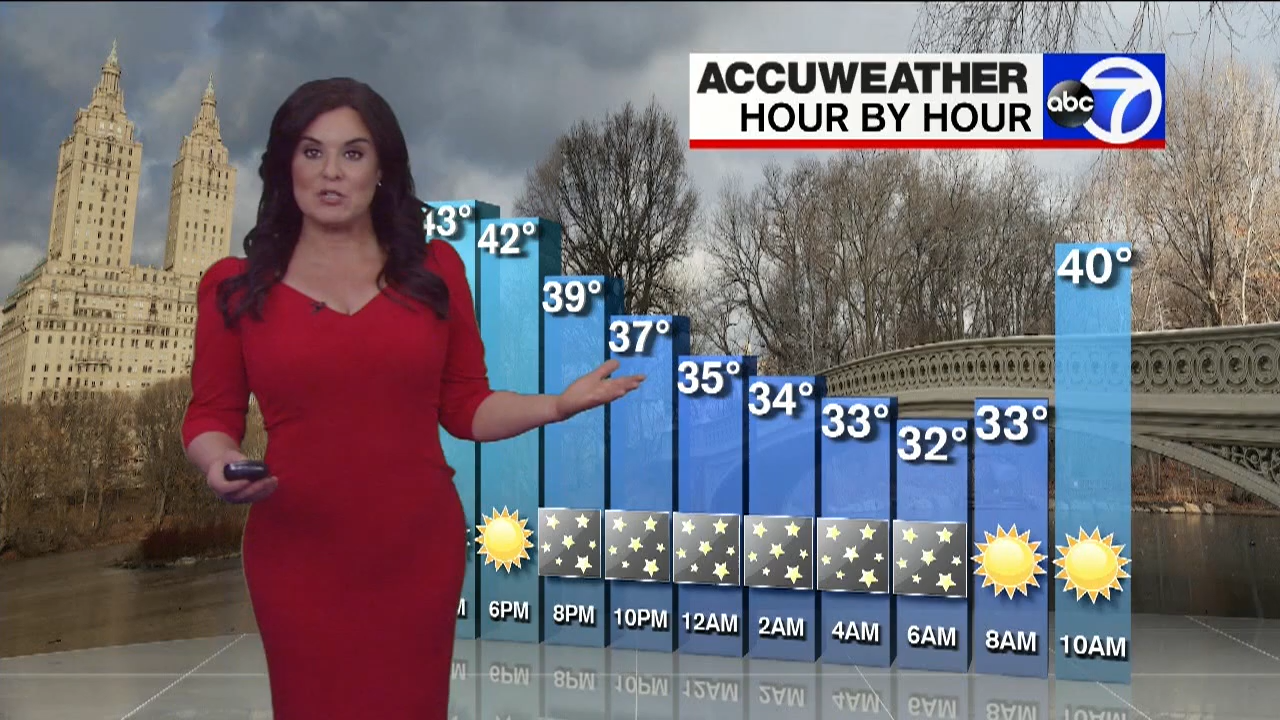 ACCUWEATHER
HOUR BY HOUR
abc 7
43° 42° 39° 37° 35° 34° 33° 32° 33° 40°
6PM 8PM 10PM 12AM 2AM 4AM 6AM 8AM 10AM